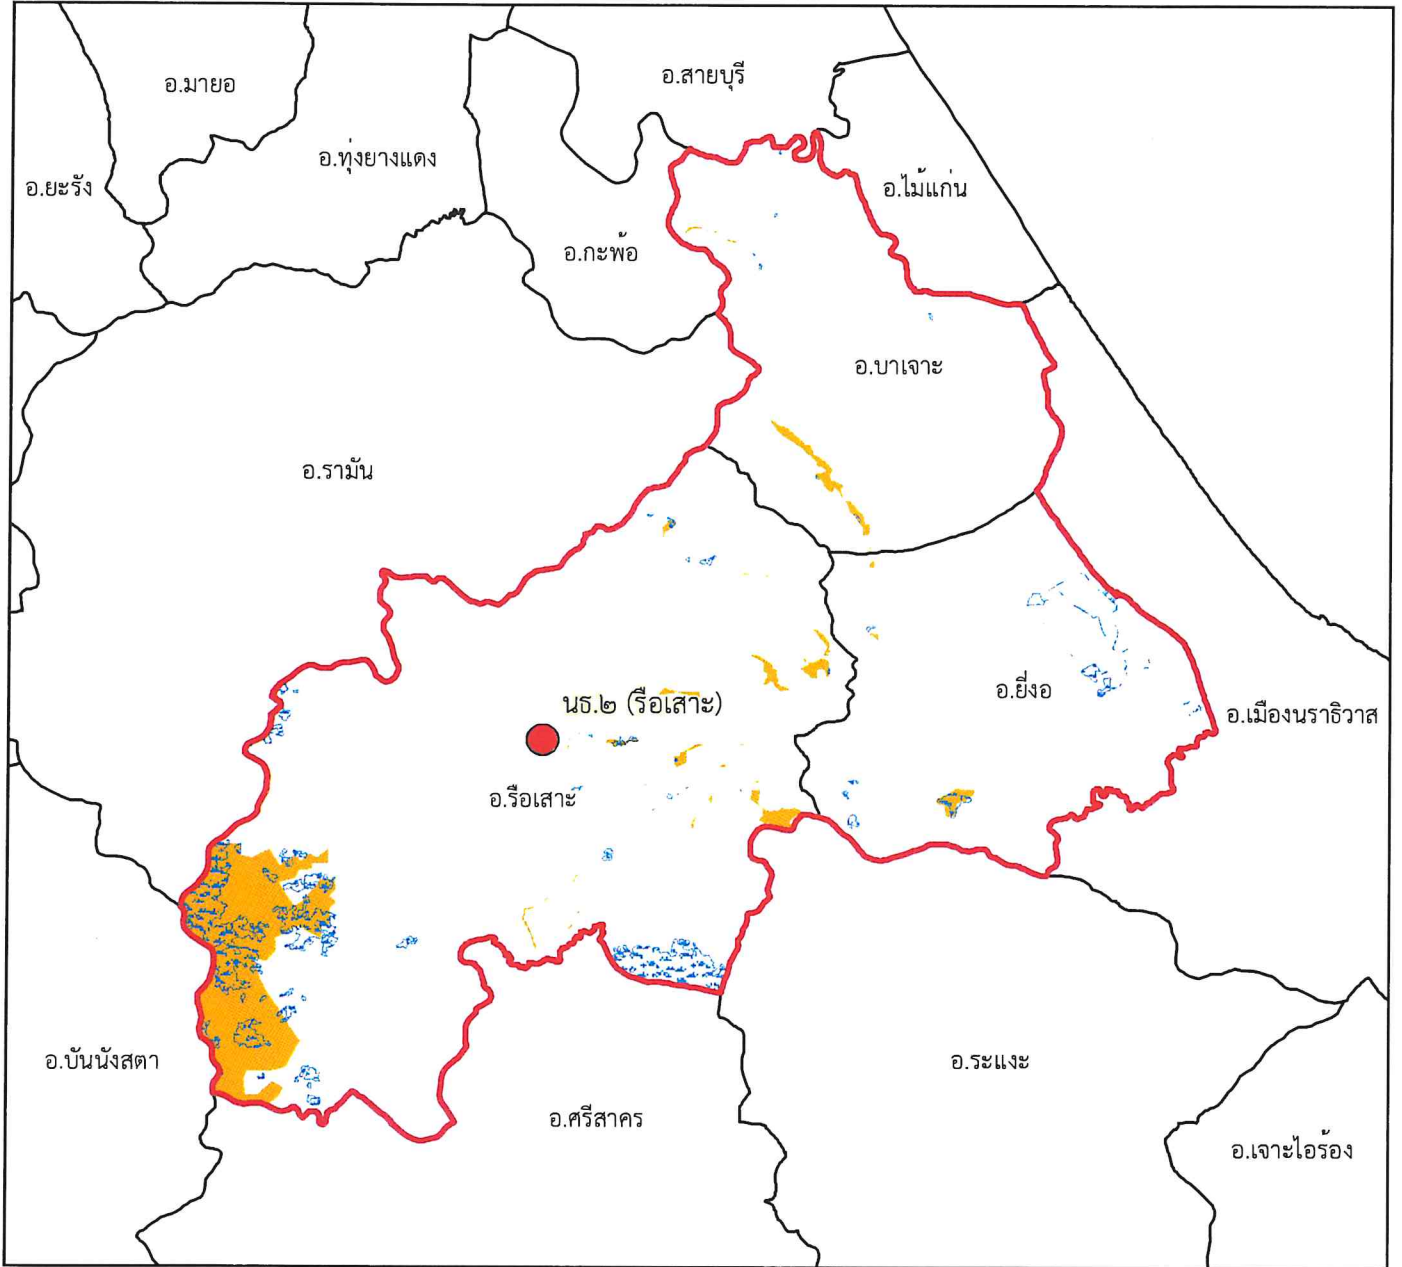 อ.สายบุรี
อ.มายอ
อ.ทุ่งยางแดง
อ.ยะรัง
อ.ไม้แก่น
อ.กะพ้อ
อ.บาเจาะ
อ.รามัน
อ.ยี่งอ
นธ.๒ (รือเสาะ)
อ.เมืองนราธิวาส
อ.รือเสาะ
อ.บันนังสตา
อ.ระแงะ
อ.ศรีสาคร
อ.เจาะไอร้อง